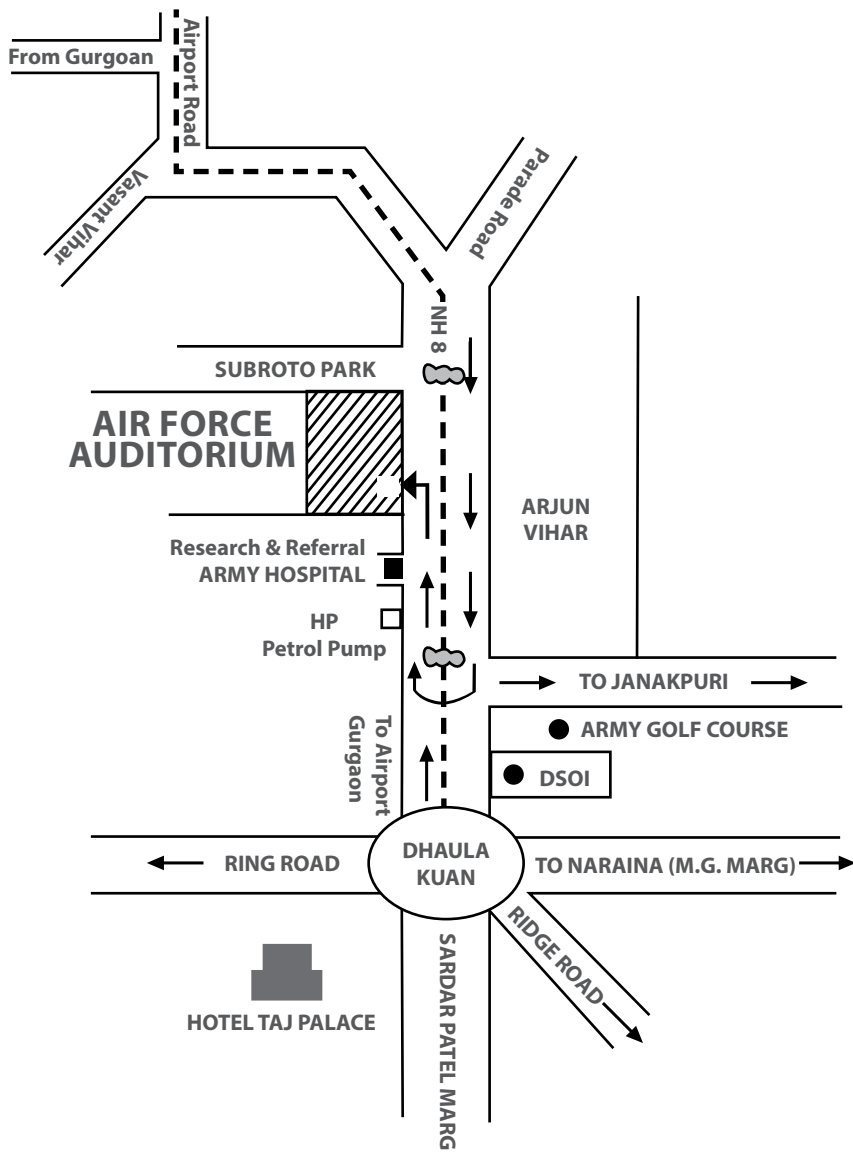 From Gurgoan
Airport Road
Vasant Vihar
Parade Road
NH 8
SUBROTO PARK
AIR FORCE
AUDITORIUM
ARJUN
VIHAR
Research & Referral
ARMY HOSPITAL
HP
Petrol Pump
TO JANAKPURI
To Airport
Gurgaon
ARMY GOLF COURSE
DSOI
RING ROAD
DHAULA
KUAN
TO NARAINA (M.G. MARG)
RIDGE ROAD
SARDAR PATEL MARG
HOTEL TAJ PALACE